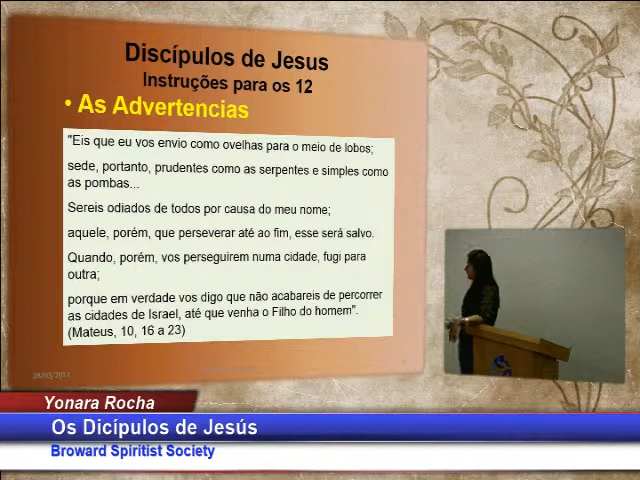 Discípulos de Jesus
Instruções para os 12
• As Advertencias
"Eis que eu vos envio como ovelhas para o meio de lobos;
sede, portanto, prudentes como as serpentes e simples como
as pombas...
Sereis odiados de todos por causa do meu nome;
aquele, porém, que perseverar até ao fim, esse será salvo.
Quando, porém, vos perseguirem numa cidade, fugi para
outra;
porque em verdade vos digo que não acabareis de percorrer
as cidades de Israel, até que venha o Filho do homem".
(Mateus, 10, 16 a 23)
Yonara Rocha
Os Dicípulos de Jesús
Broward Spiritist Society